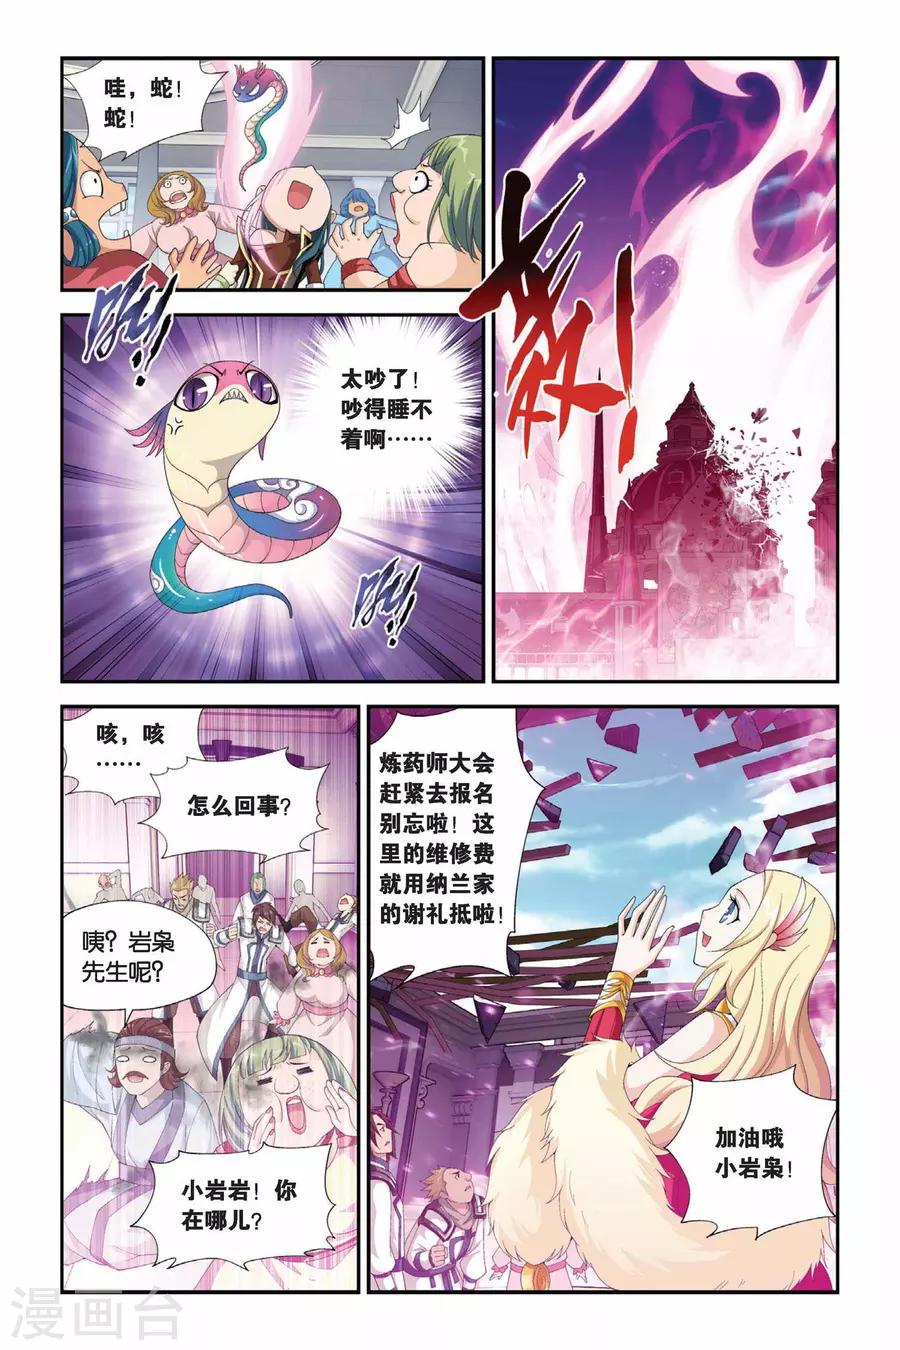 哇，蛇！
蛇！
太吵了！
吵得睡不
着啊……
咳，咳
……
怎么回事？
咦？岩枭
先生呢？
小岩岩！你
在哪儿？
炼药师大会
赶紧去报名
别忘啦！这
里的维修费
就用纳兰家
的谢礼抵啦！
加油哦
小岩枭！
漫画台